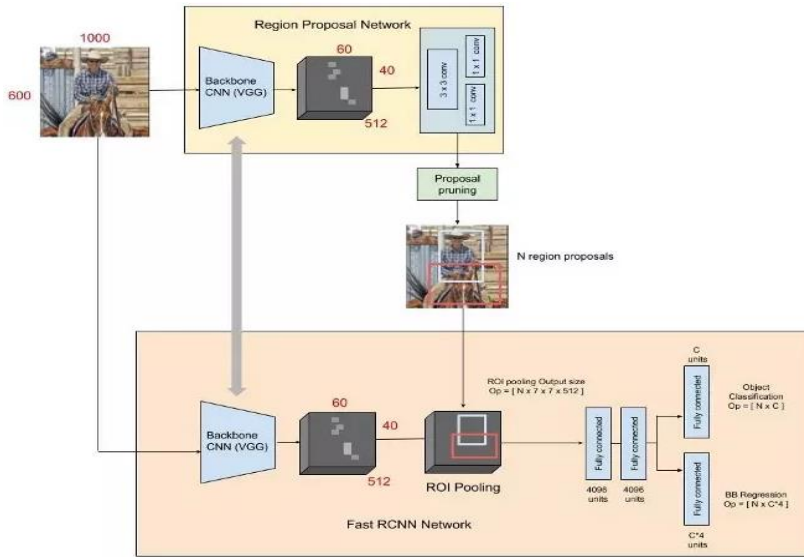 Region Proposal Network
1000
600
Backbone
CNN (VGG)
60
40
512
3 x 3 conv
1 x 1 conv
1 x 1 conv
Proposal
pruning
N region proposals
60
40
512
Backbone
CNN (VGG)
ROI pooling Output size
Op = [ N x 7 x 7 x 512 ]
ROI Pooling
Fully connected
4096
units
Fully connected
4096
units
C
units
Fully connected
Object
Classification
Op = [ N x C ]
Fully connected
BB Regression
Op = [ N x C*4 ]
C*4
units
Fast RCNN Network